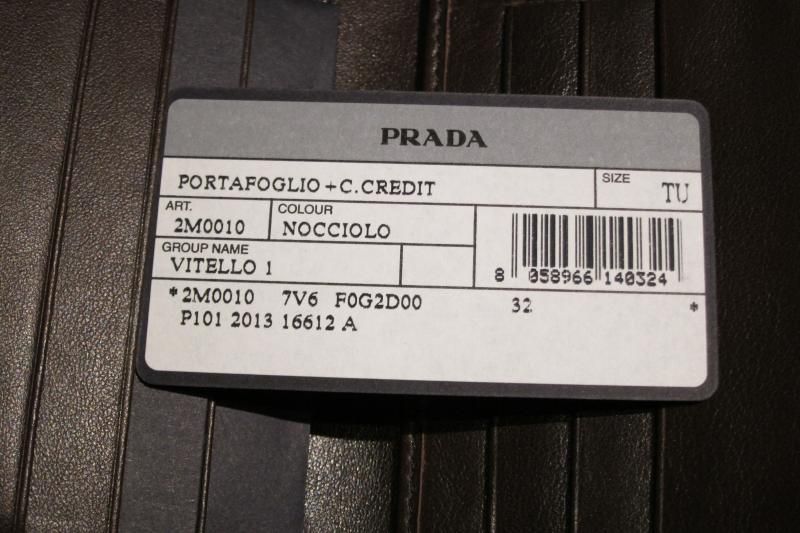 PRADA
PORTAFOGLIO + C.CREDIT
SIZE
TU
ART.
2M0010
COLOUR
NOCCIOLO
GROUP NAME
VITELLO 1
8 058966 140324
*2M0010 7V6 F0G2D00 32 *
P101 2013 16612 A